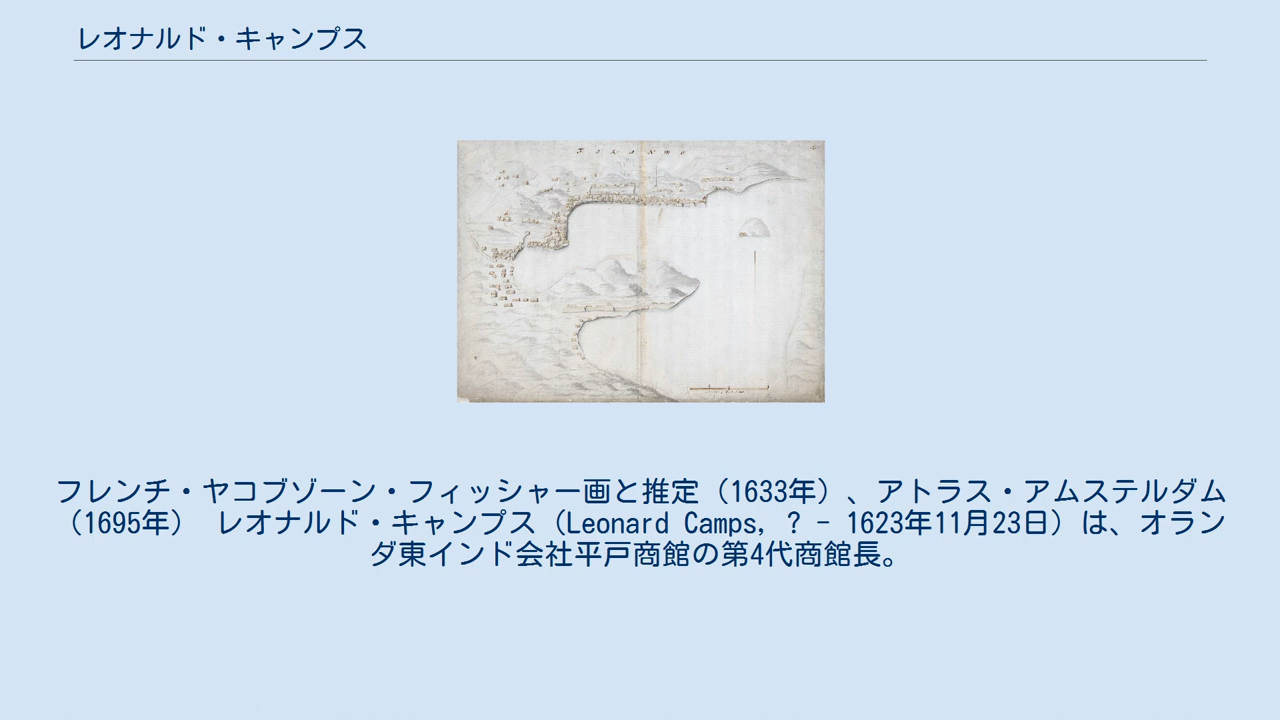 レオナルド・キャンプス
フレンチ・ヤコブゾーン・フィッシャー画と推定（1633年）、アトラス・アムステルダム
（1695年） レオナルド・キャンプス（Leonard Camps, ? - 1623年11月23日）は、オラン
ダ東インド会社平戸商館の第4代商館長。